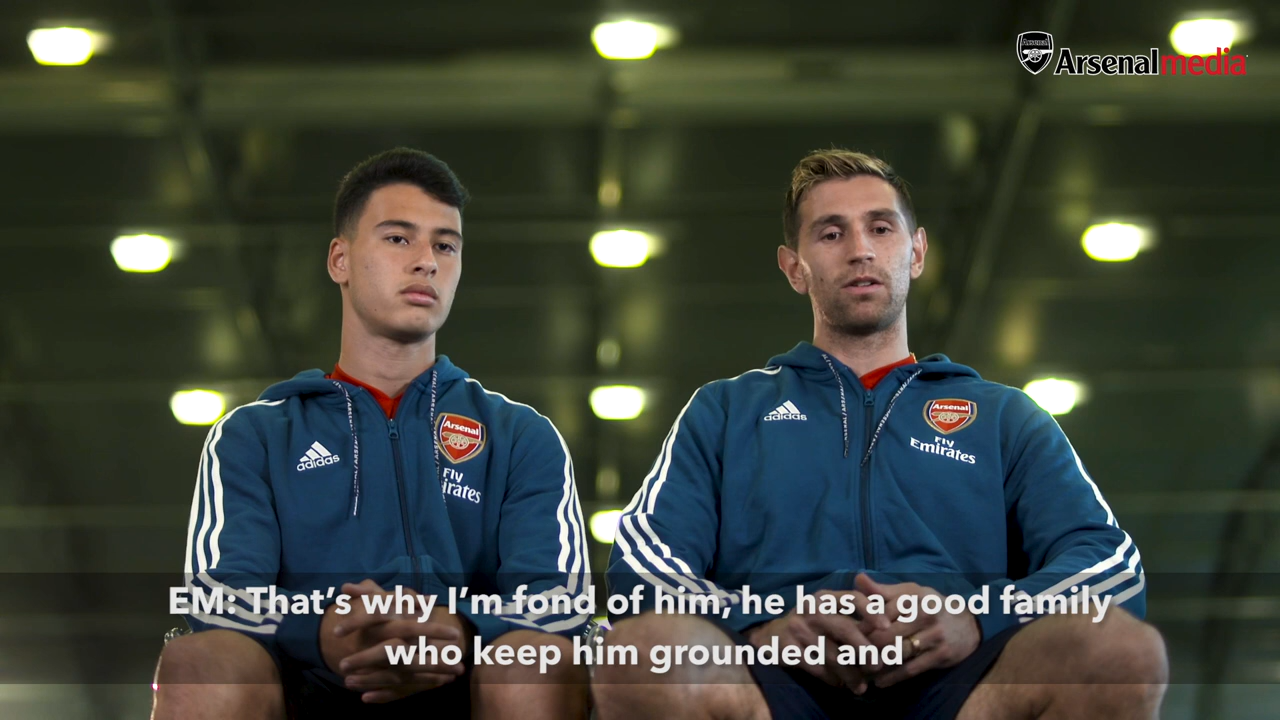 Arsenal
Arsenalmedia
adidas
Arsenal
Fly
adidas
Arsenal
Fly
Emirates
EM: That's why I'm fond of him, he has a good family
who keep him grounded and